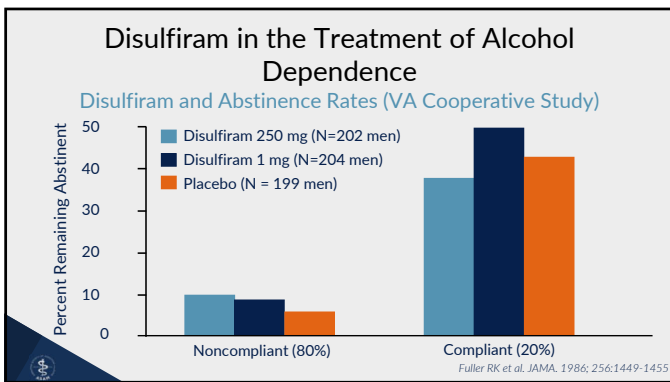 Disulfiram in the Treatment of Alcohol
Dependence
Disulfiram and Abstinence Rates (VA Cooperative Study)
Percent Remaining Abstinent
50
40
30
20
10
0
Disulfiram 250 mg (N=202 men)
Disulfiram 1 mg (N=204 men)
Placebo (N = 199 men)
Noncompliant (80%)
Compliant (20%)
Fuller RK et al. JAMA. 1986; 256:1449-1455